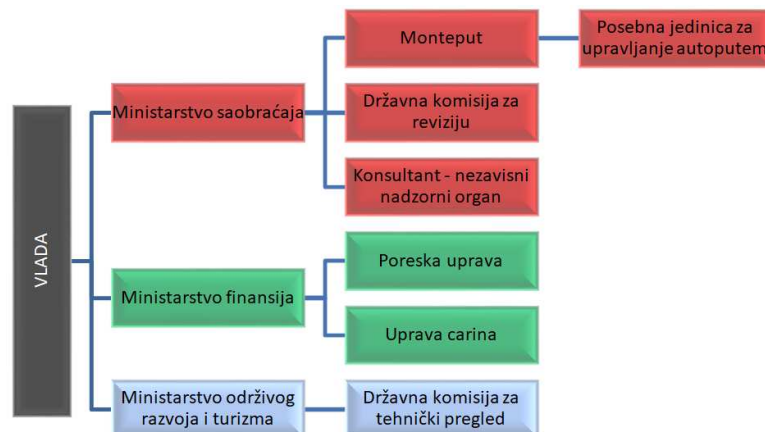 VLADA
Ministarstvo saobraćaja
Monteput
Posebna jedinica za
upravljanje autoputem
Državna komisija za
reviziju
Konsultant - nezavisni
nadzorni organ
Ministarstvo finansija
Poreska uprava
Uprava carina
Ministarstvo održivog
razvoja i turizma
Državna komisija za
tehnički pregled